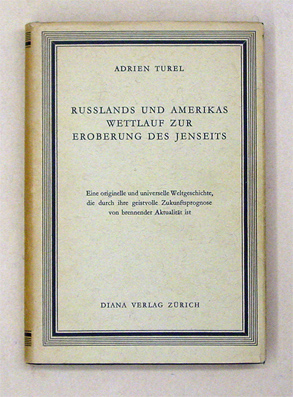 ADRIEN TUREL
RUSSLANDS UND AMERIKAS
WETTLAUF ZUR
EROBERUNG DES JENSEITS
Eine originelle und universelle Weltgeschichte,
die durch ihre geistvolle Zukunftsprognose
von brennender Aktualität ist
DIANA VERLAG ZÜRICH